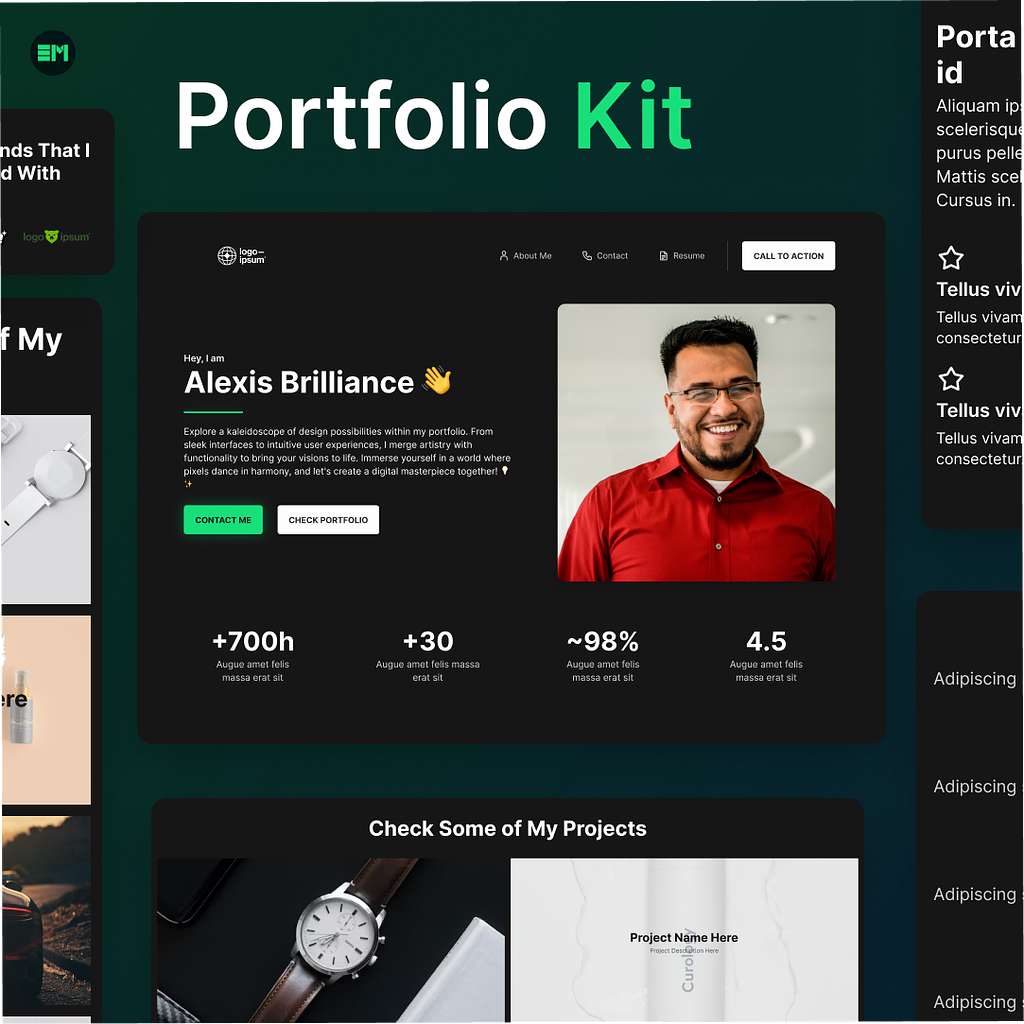 EM
Portfolio Kit
nds That I
d With
logo ipsum
f My
ere
logo—
ipsum
About Me
Contact
Resume
CALL TO ACTION
Hey, I am
Alexis Brilliance 👋
Explore a kaleidoscope of design possibilities within my portfolio. From
sleek interfaces to intuitive user experiences, I merge artistry with
functionality to bring your visions to life. Immerse yourself in a world where
pixels dance in harmony, and let's create a digital masterpiece together! 💡
✨
CONTACT ME
CHECK PORTFOLIO
+700h
Augue amet felis
massa erat sit
+30
Augue amet felis massa
erat sit
~98%
Augue amet felis
massa erat sit
4.5
Augue amet felis
massa erat sit
Check Some of My Projects
Project Name Here
Project Description Here
Curology
Porta
id
Aliquam ips
scelerisque
purus pelle
Mattis scel
Cursus in.
Tellus viv
Tellus vivam
consectetur
Tellus viv
Tellus vivam
consectetur
Adipiscing
Adipiscing
Adipiscing
Adipiscing